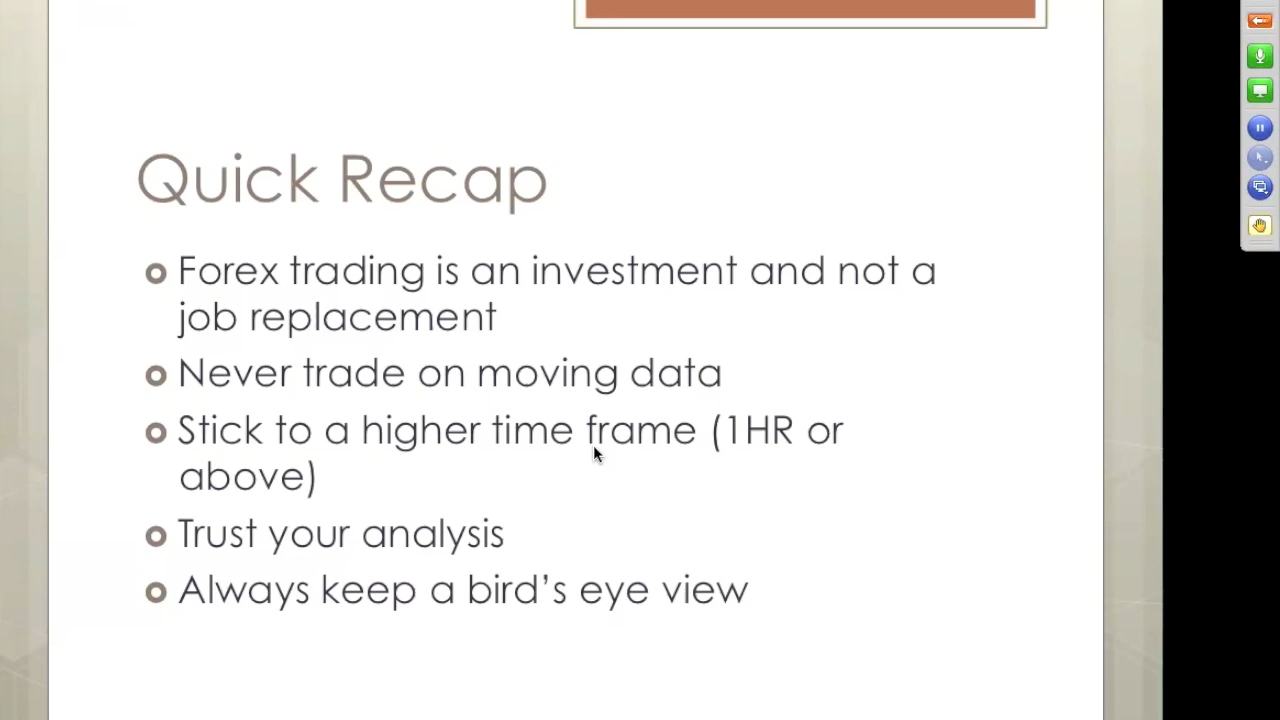 Quick Recap
Forex trading is an investment and not a
job replacement
Never trade on moving data
Stick to a higher time frame (1HR or
above)
Trust your analysis
Always keep a bird's eye view